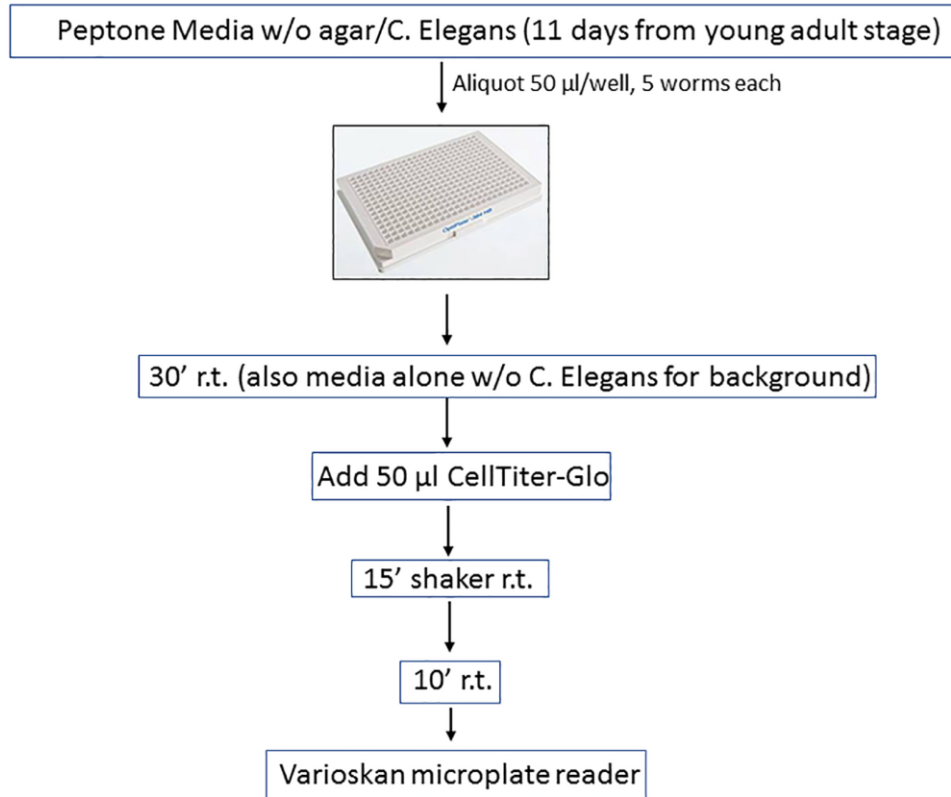 Peptone Media w/o agar/C. Elegans (11 days from young adult stage)
Aliquot 50 µl/well, 5 worms each
30’ r.t. (also media alone w/o C. Elegans for background)
Add 50 µl CellTiter-Glo
15’ shaker r.t.
10’ r.t.
Varioskan microplate reader